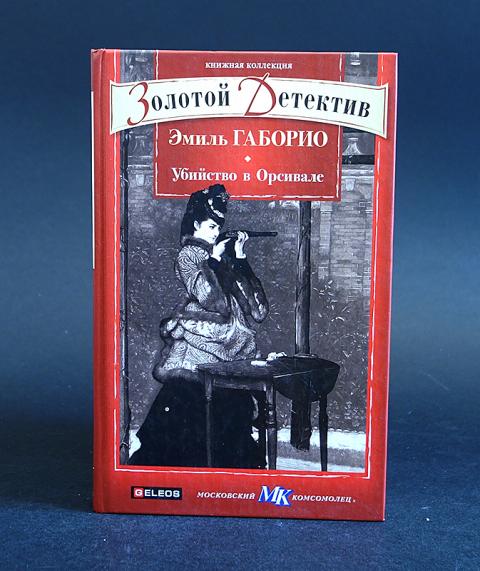 КНИЖНАЯ КОЛЛЕКЦИЯ
Золотой Детектив
Эмиль ГАБОРИО
Убийство в Орсивале
GELEOS
МОСКОВСКИЙ МК КОМСОМОЛЕЦ